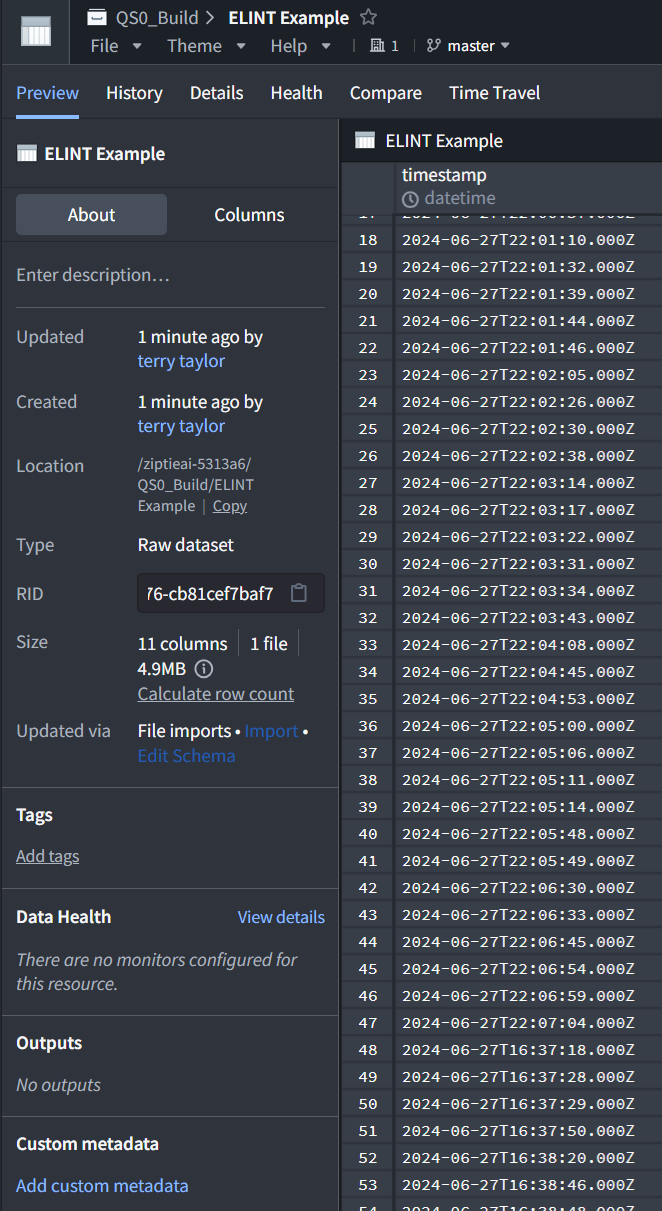 QS0_Build > ELINT Example
File Theme Help 1 master
Preview History Details Health Compare Time Travel
ELINT Example
About Columns
Enter description…
Updated 1 minute ago by
terry taylor
Created 1 minute ago by
terry taylor
Location /ziptieai-5313a6/
QS0_Build/ELINT
Example | Copy
Type Raw dataset
RID 76-cb81cef7baf7
Size 11 columns 1 file
4.9MB
Calculate row count
Updated via File imports • Import •
Edit Schema
Tags
Add tags
Data Health View details
There are no monitors configured for
this resource.
Outputs
No outputs
Custom metadata
Add custom metadata
ELINT Example
timestamp
datetime
18 2024-06-27T22:01:10.000Z
19 2024-06-27T22:01:32.000Z
20 2024-06-27T22:01:39.000Z
21 2024-06-27T22:01:44.000Z
22 2024-06-27T22:01:46.000Z
23 2024-06-27T22:02:05.000Z
24 2024-06-27T22:02:26.000Z
25 2024-06-27T22:02:30.000Z
26 2024-06-27T22:02:38.000Z
27 2024-06-27T22:03:14.000Z
28 2024-06-27T22:03:17.000Z
29 2024-06-27T22:03:22.000Z
30 2024-06-27T22:03:31.000Z
31 2024-06-27T22:03:34.000Z
32 2024-06-27T22:03:43.000Z
33 2024-06-27T22:04:08.000Z
34 2024-06-27T22:04:45.000Z
35 2024-06-27T22:04:53.000Z
36 2024-06-27T22:05:00.000Z
37 2024-06-27T22:05:06.000Z
38 2024-06-27T22:05:11.000Z
39 2024-06-27T22:05:14.000Z
40 2024-06-27T22:05:48.000Z
41 2024-06-27T22:05:49.000Z
42 2024-06-27T22:06:30.000Z
43 2024-06-27T22:06:33.000Z
44 2024-06-27T22:06:45.000Z
45 2024-06-27T22:06:54.000Z
46 2024-06-27T22:06:59.000Z
47 2024-06-27T22:07:04.000Z
48 2024-06-27T16:37:18.000Z
49 2024-06-27T16:37:28.000Z
50 2024-06-27T16:37:29.000Z
51 2024-06-27T16:37:50.000Z
52 2024-06-27T16:38:20.000Z
53 2024-06-27T16:38:46.000Z